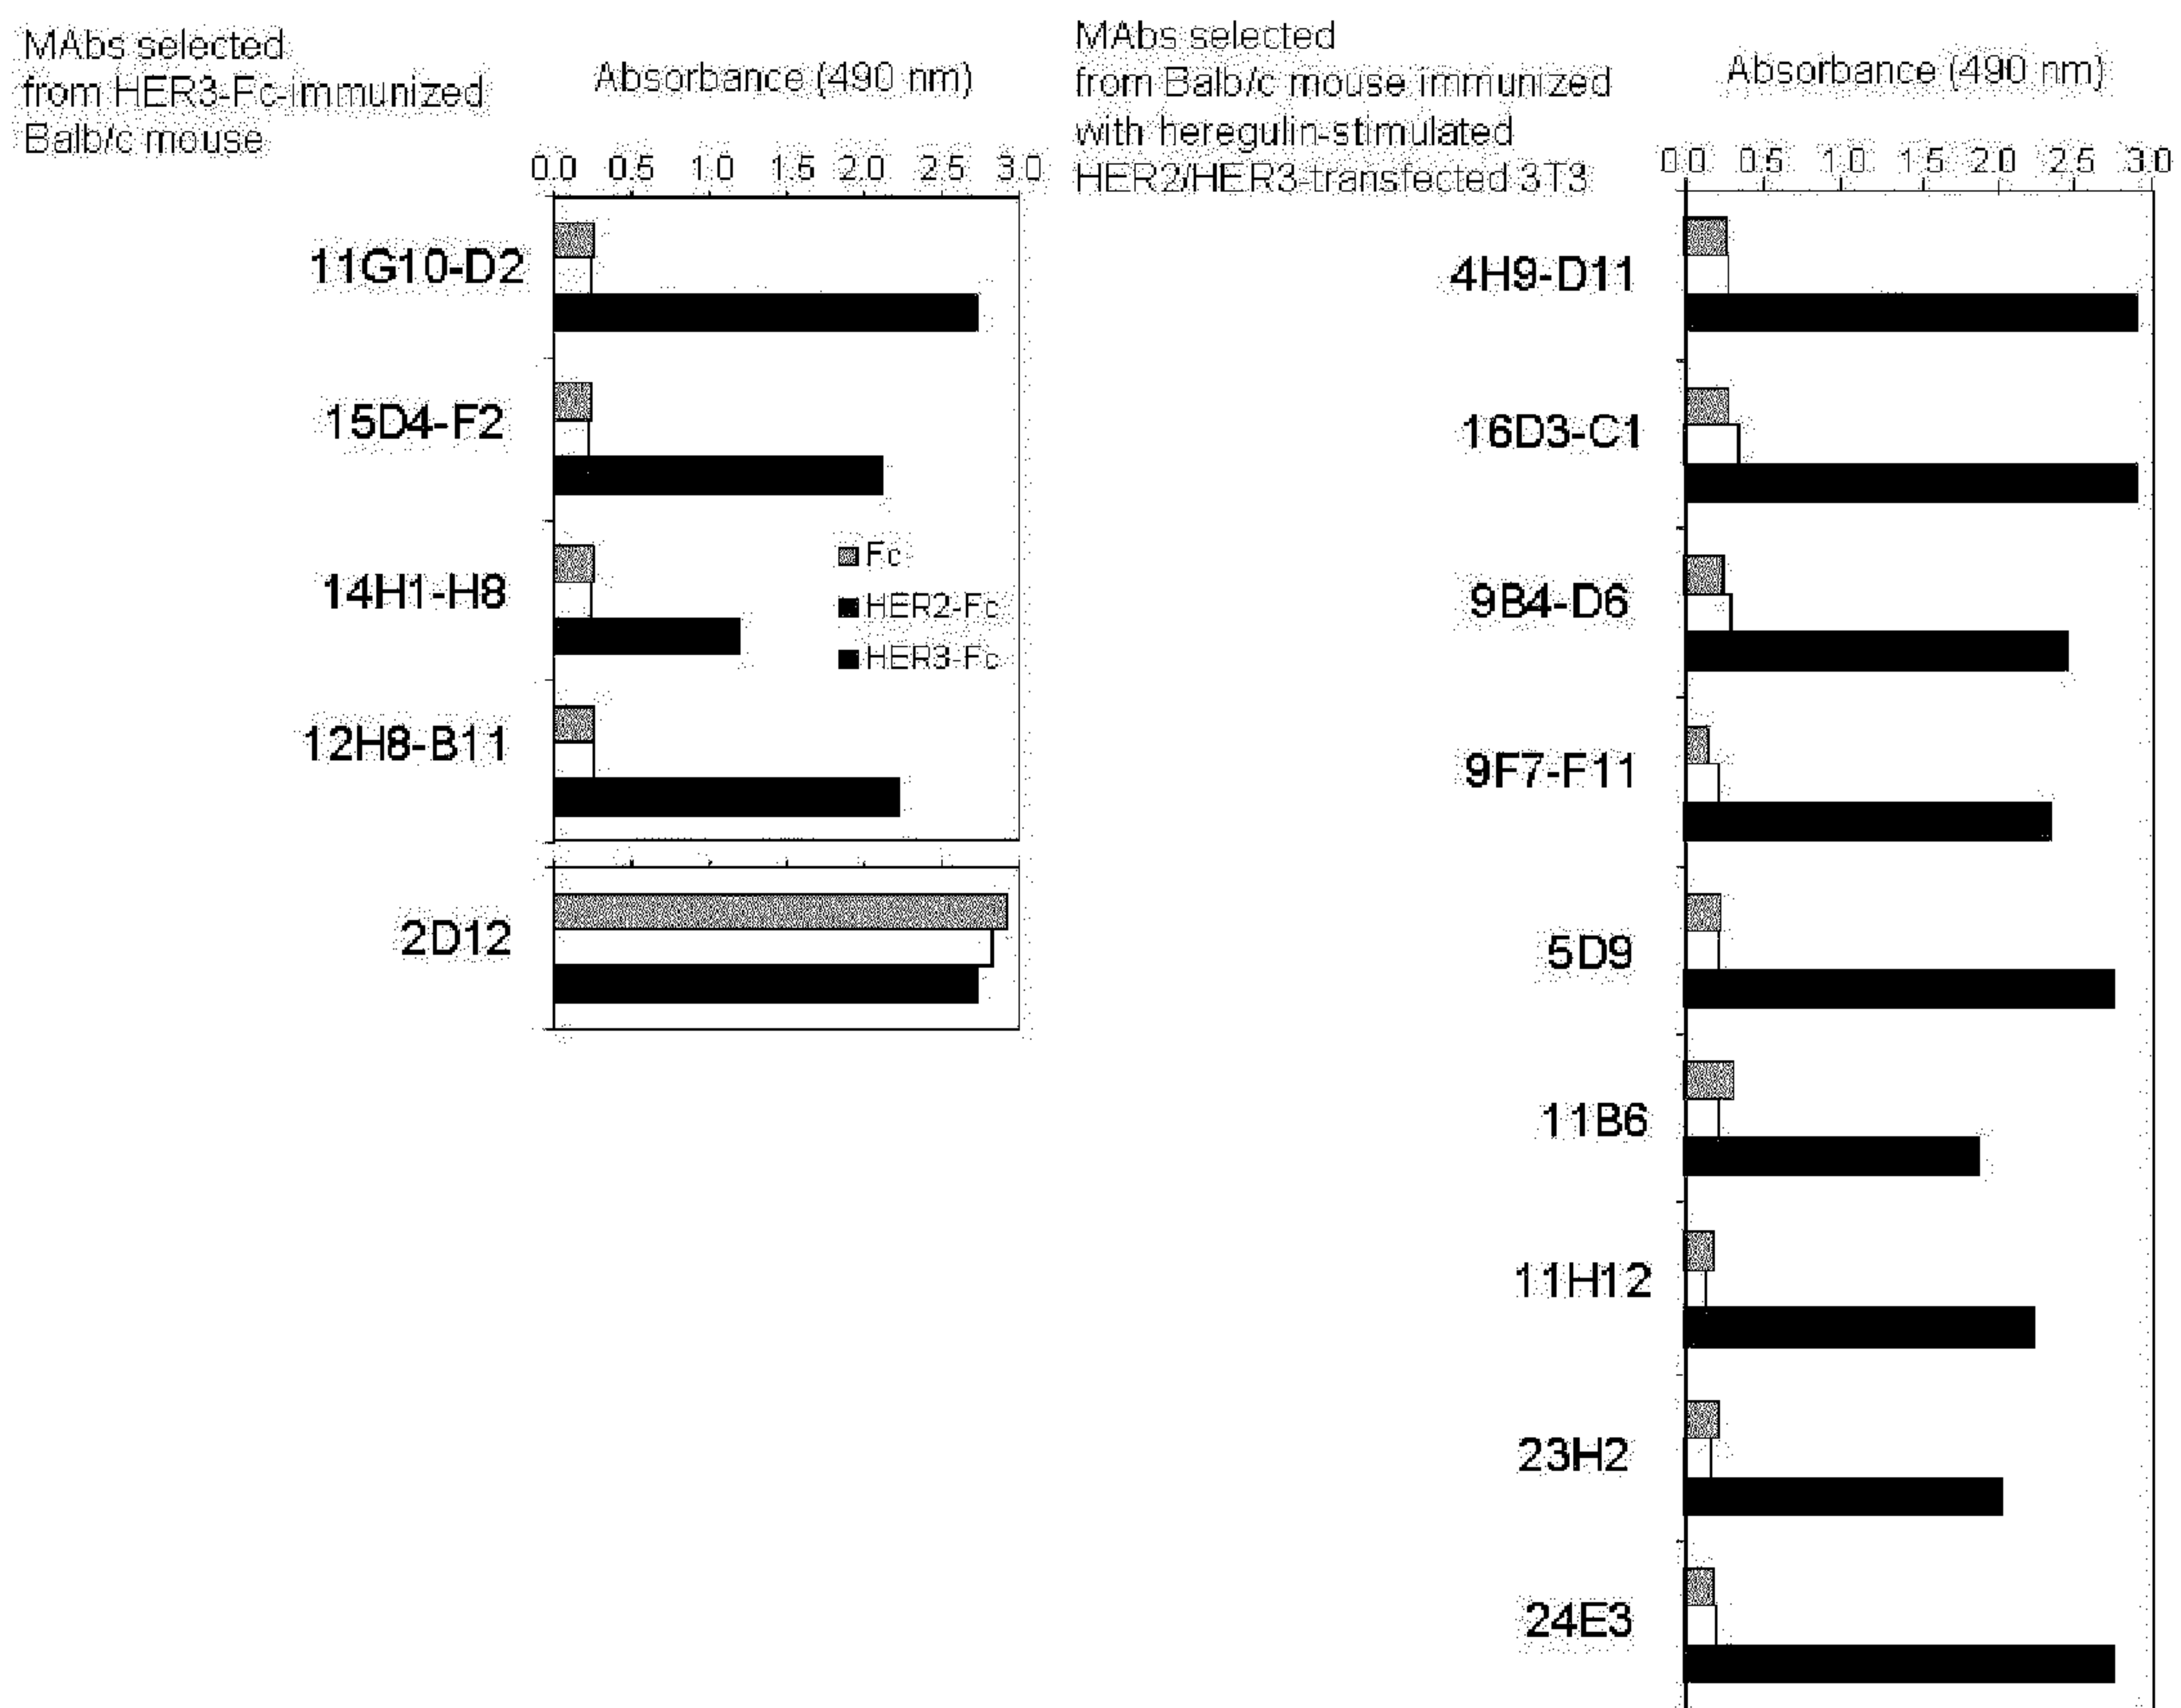 MAbs selected
from HER3-Fc-immunized
Balb/c mouse
Absorbance (490 nm)
0.0 0.5 1.0 1.5 2.0 2.5 3.0
11G10-D2
15D4-F2
14H1-H8
Fc
HER2-Fc
HER3-Fc
12H8-B11
2D12
MAbs selected
from Balb/c mouse immunized
with heregulin-stimulated
HER2/HER3-transfected 3T3
Absorbance (490 nm)
0.0 0.5 1.0 1.5 2.0 2.5 3.0
4H9-D11
16D3-C1
9B4-D6
9F7-F11
5D9
11B6
11H12
23H2
24E3